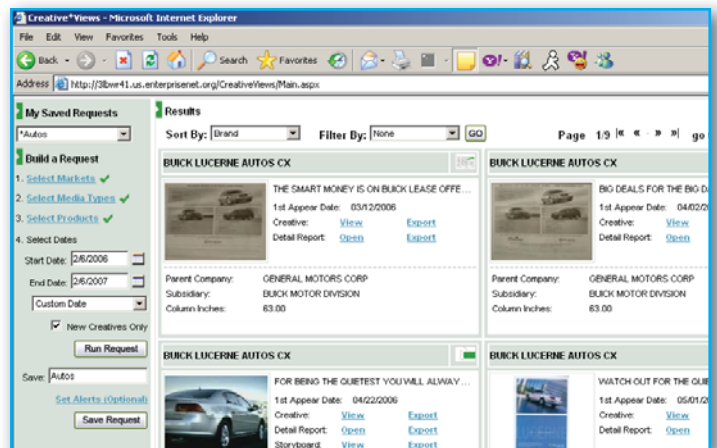 Creative*Views - Microsoft Internet Explorer
File Edit View Favorites Tools Help
Back Search Favorites
Address http://3lbwr41.us.enterprisenet.org/CreativeViews/Main.aspx
My Saved Requests
*Autos
Build a Request
1. Select Markets
2. Select Media Types
3. Select Products
4. Select Dates
Start Date: 2/6/2006
End Date: 2/6/2007
Custom Date
New Creatives Only
Run Request
Save: Autos
Set Alerts (Optional)
Save Request
Results
Sort By: Brand Filter By: None GO Page 1/9 go
BUICK LUCERNE AUTOS CX
THE SMART MONEY IS ON BUICK LEASE OFFE...
1st Appear Date: 03/12/2006
Creative: View Export
Detail Report: Open Export
Parent Company: GENERAL MOTORS CORP
Subsidiary: BUICK MOTOR DIVISION
Column Inches: 63.00
BUICK LUCERNE AUTOS CX
BIG DEALS FOR THE BIG D
1st Appear Date: 04/02/2
Creative: View
Detail Report: Open
Parent Company: GENERAL MOTORS CORP
Subsidiary: BUICK MOTOR DIVISION
Column Inches: 63.00
BUICK LUCERNE AUTOS CX
FOR BEING THE QUIETEST YOU WILL ALWAY...
1st Appear Date: 04/22/2006
Creative: View Export
Detail Report: Open Export
Storyboard: View Export
BUICK LUCERNE AUTOS CX
WATCH OUT FOR THE QUIE
1st Appear Date: 05/01/2
Creative: View
Detail Report: Open